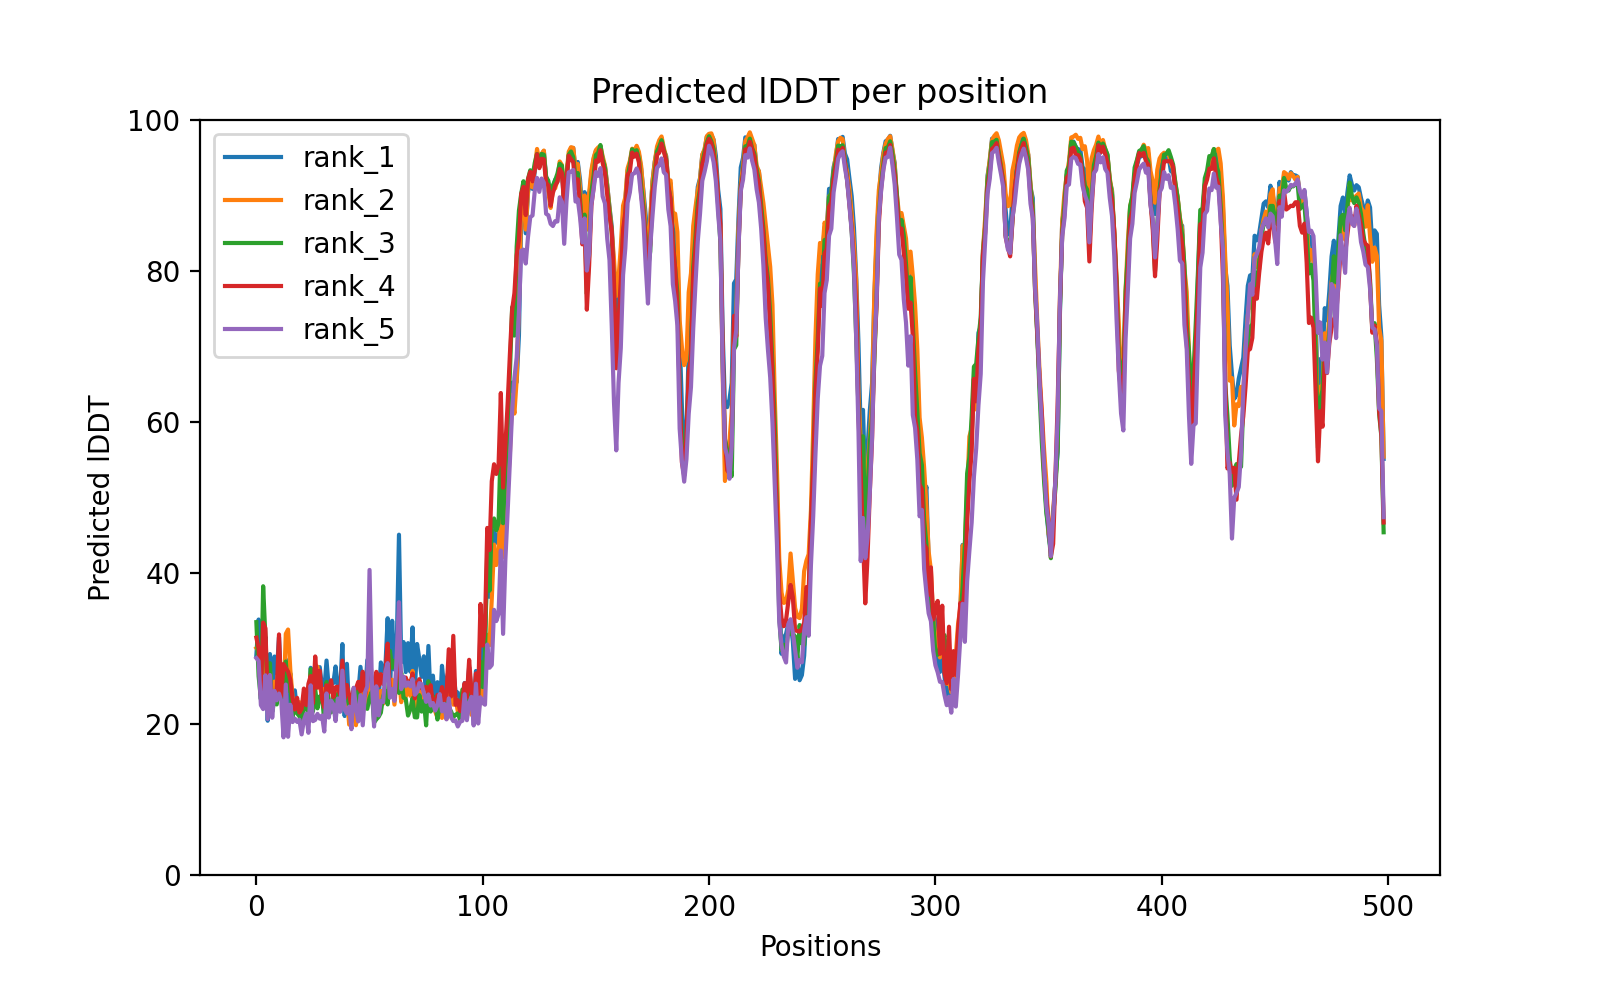 Predicted lDDT per position
100
80
60
40
20
0
Predicted lDDT
rank_1
rank_2
rank_3
rank_4
rank_5
0 100 200 300 400 500
Positions